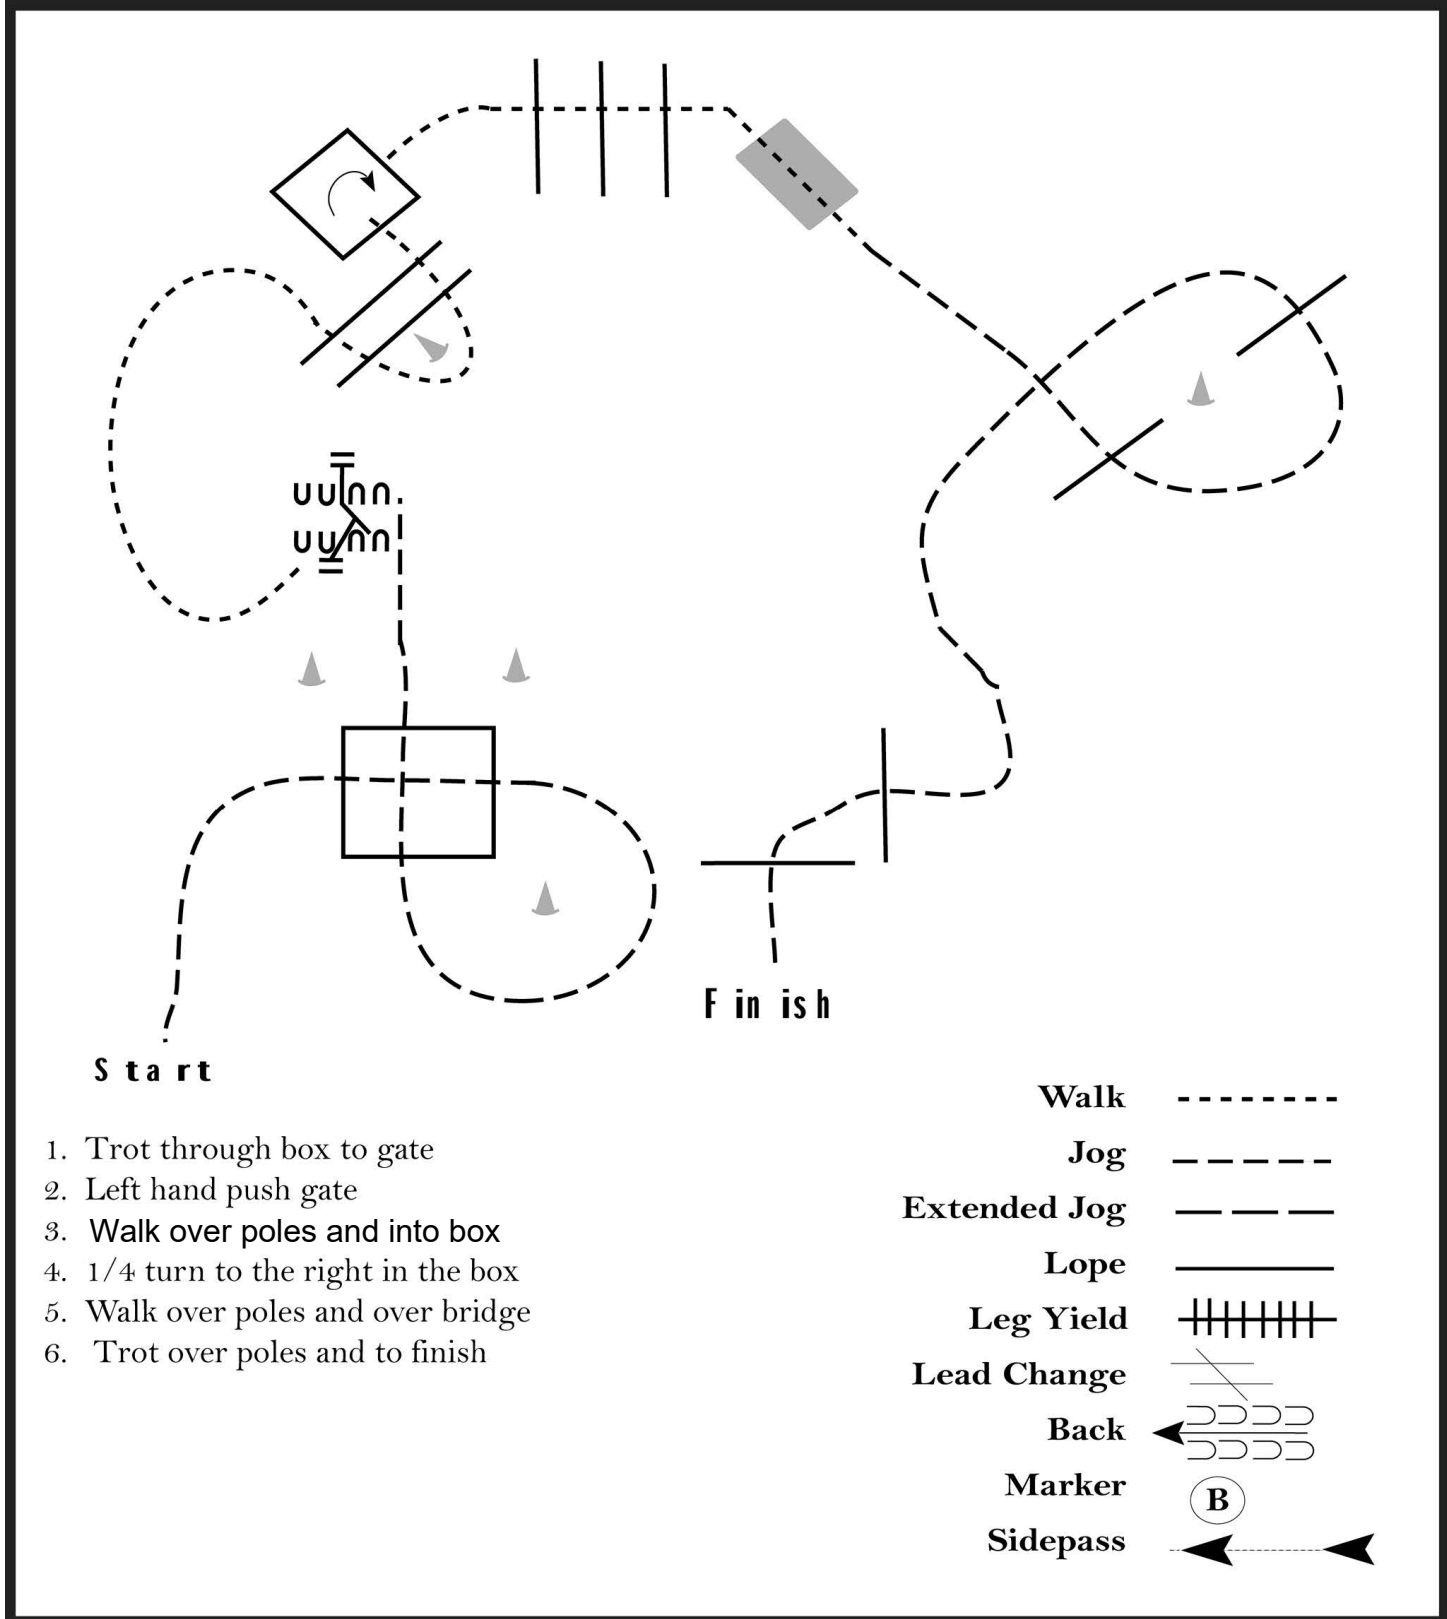 Finish
Start
1. Trot through box to gate
2. Left hand push gate
3. Walk over poles and into box
4. 1/4 turn to the right in the box
5. Walk over poles and over bridge
6. Trot over poles and to finish
Walk
Jog
Extended Jog
Lope
Leg Yield
Lead Change
Back
Marker B
Sidepass